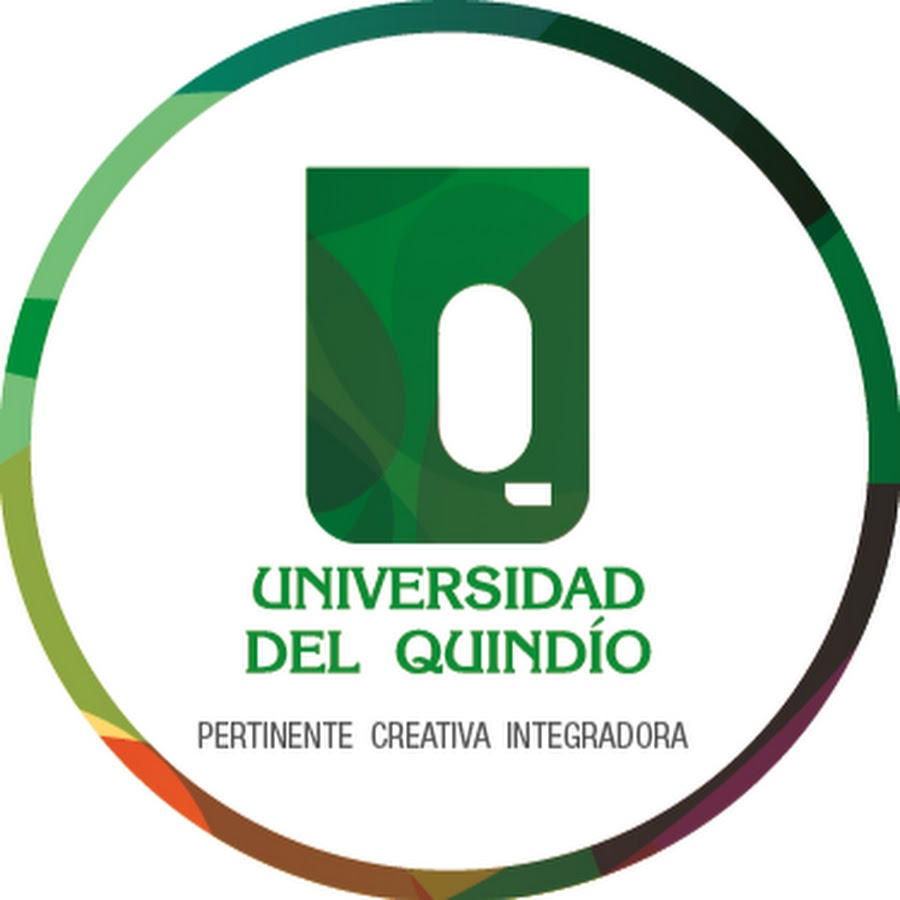 UNIVERSIDAD
DEL QUINDÍO
PERTINENTE CREATIVA INTEGRADORA